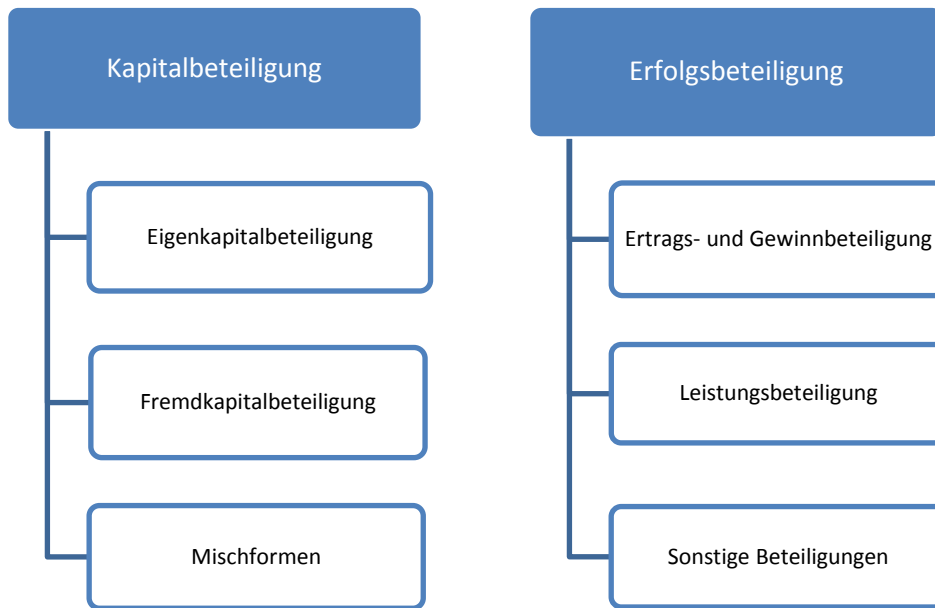 Kapitalbeteiligung
Eigenkapitalbeteiligung
Fremdkapitalbeteiligung
Mischformen
Erfolgsbeteiligung
Ertrags- und Gewinnbeteiligung
Leistungsbeteiligung
Sonstige Beteiligungen